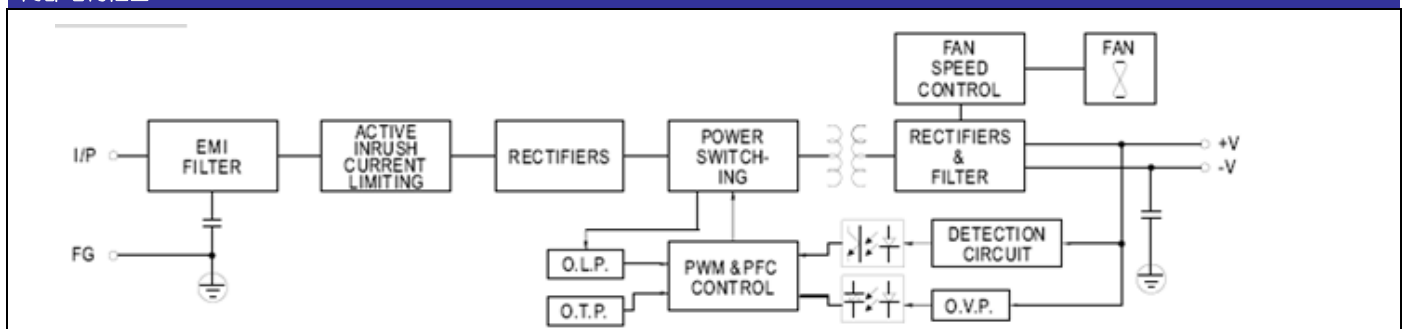 FAN
SPEED
CONTROL
FAN
I/P
EMI
FILTER
ACTIVE
INRUSH
CURRENT
LIMITING
RECTIFIERS
POWER
SWITCH-
ING
RECTIFIERS
&
FILTER
+V
-V
FG
O.L.P.
O.T.P.
PWM & PFC
CONTROL
DETECTION
CIRCUIT
O.V.P.